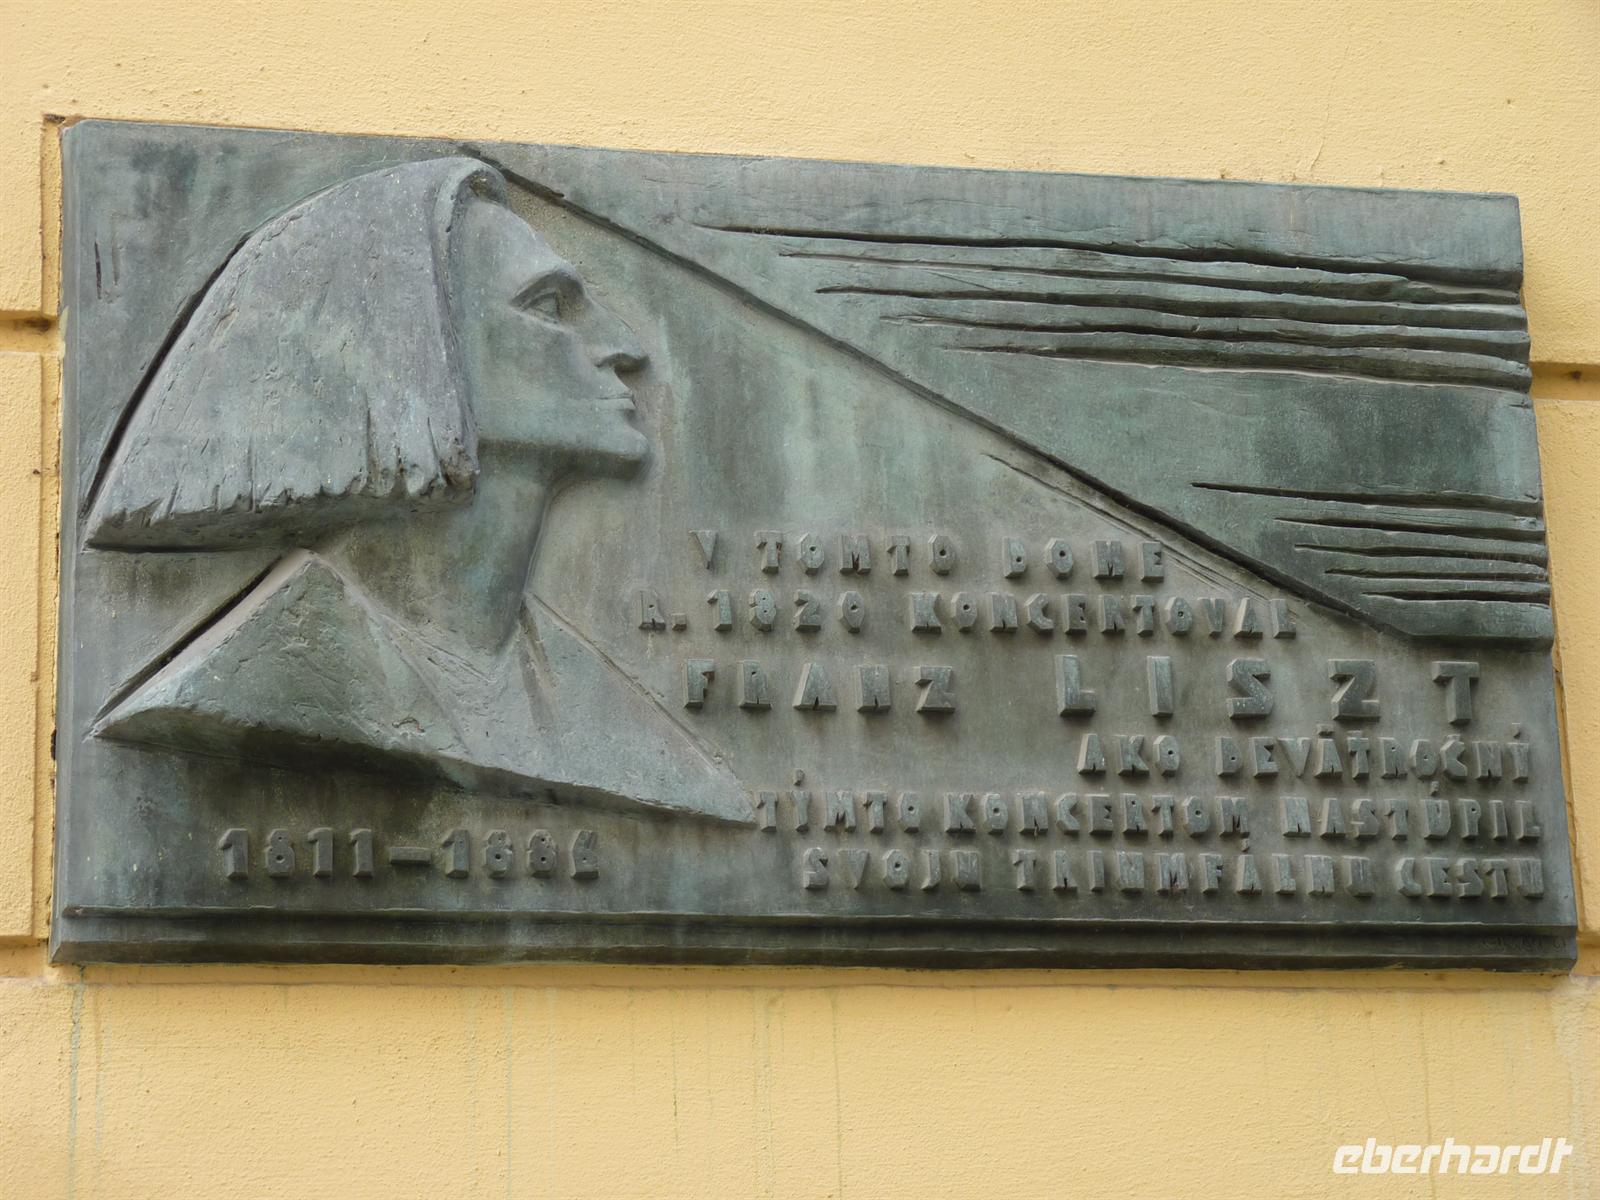 V TOMTO DOME
R. 1820 KONCERTOVAL
FRANZ LISZT
AKO DEVÄŤROČNÝ
TÝMTO KONCERTOM NASTÚPIL
SVOJU TRIUMFÁLNU CESTU
1811–1886
eberhardt